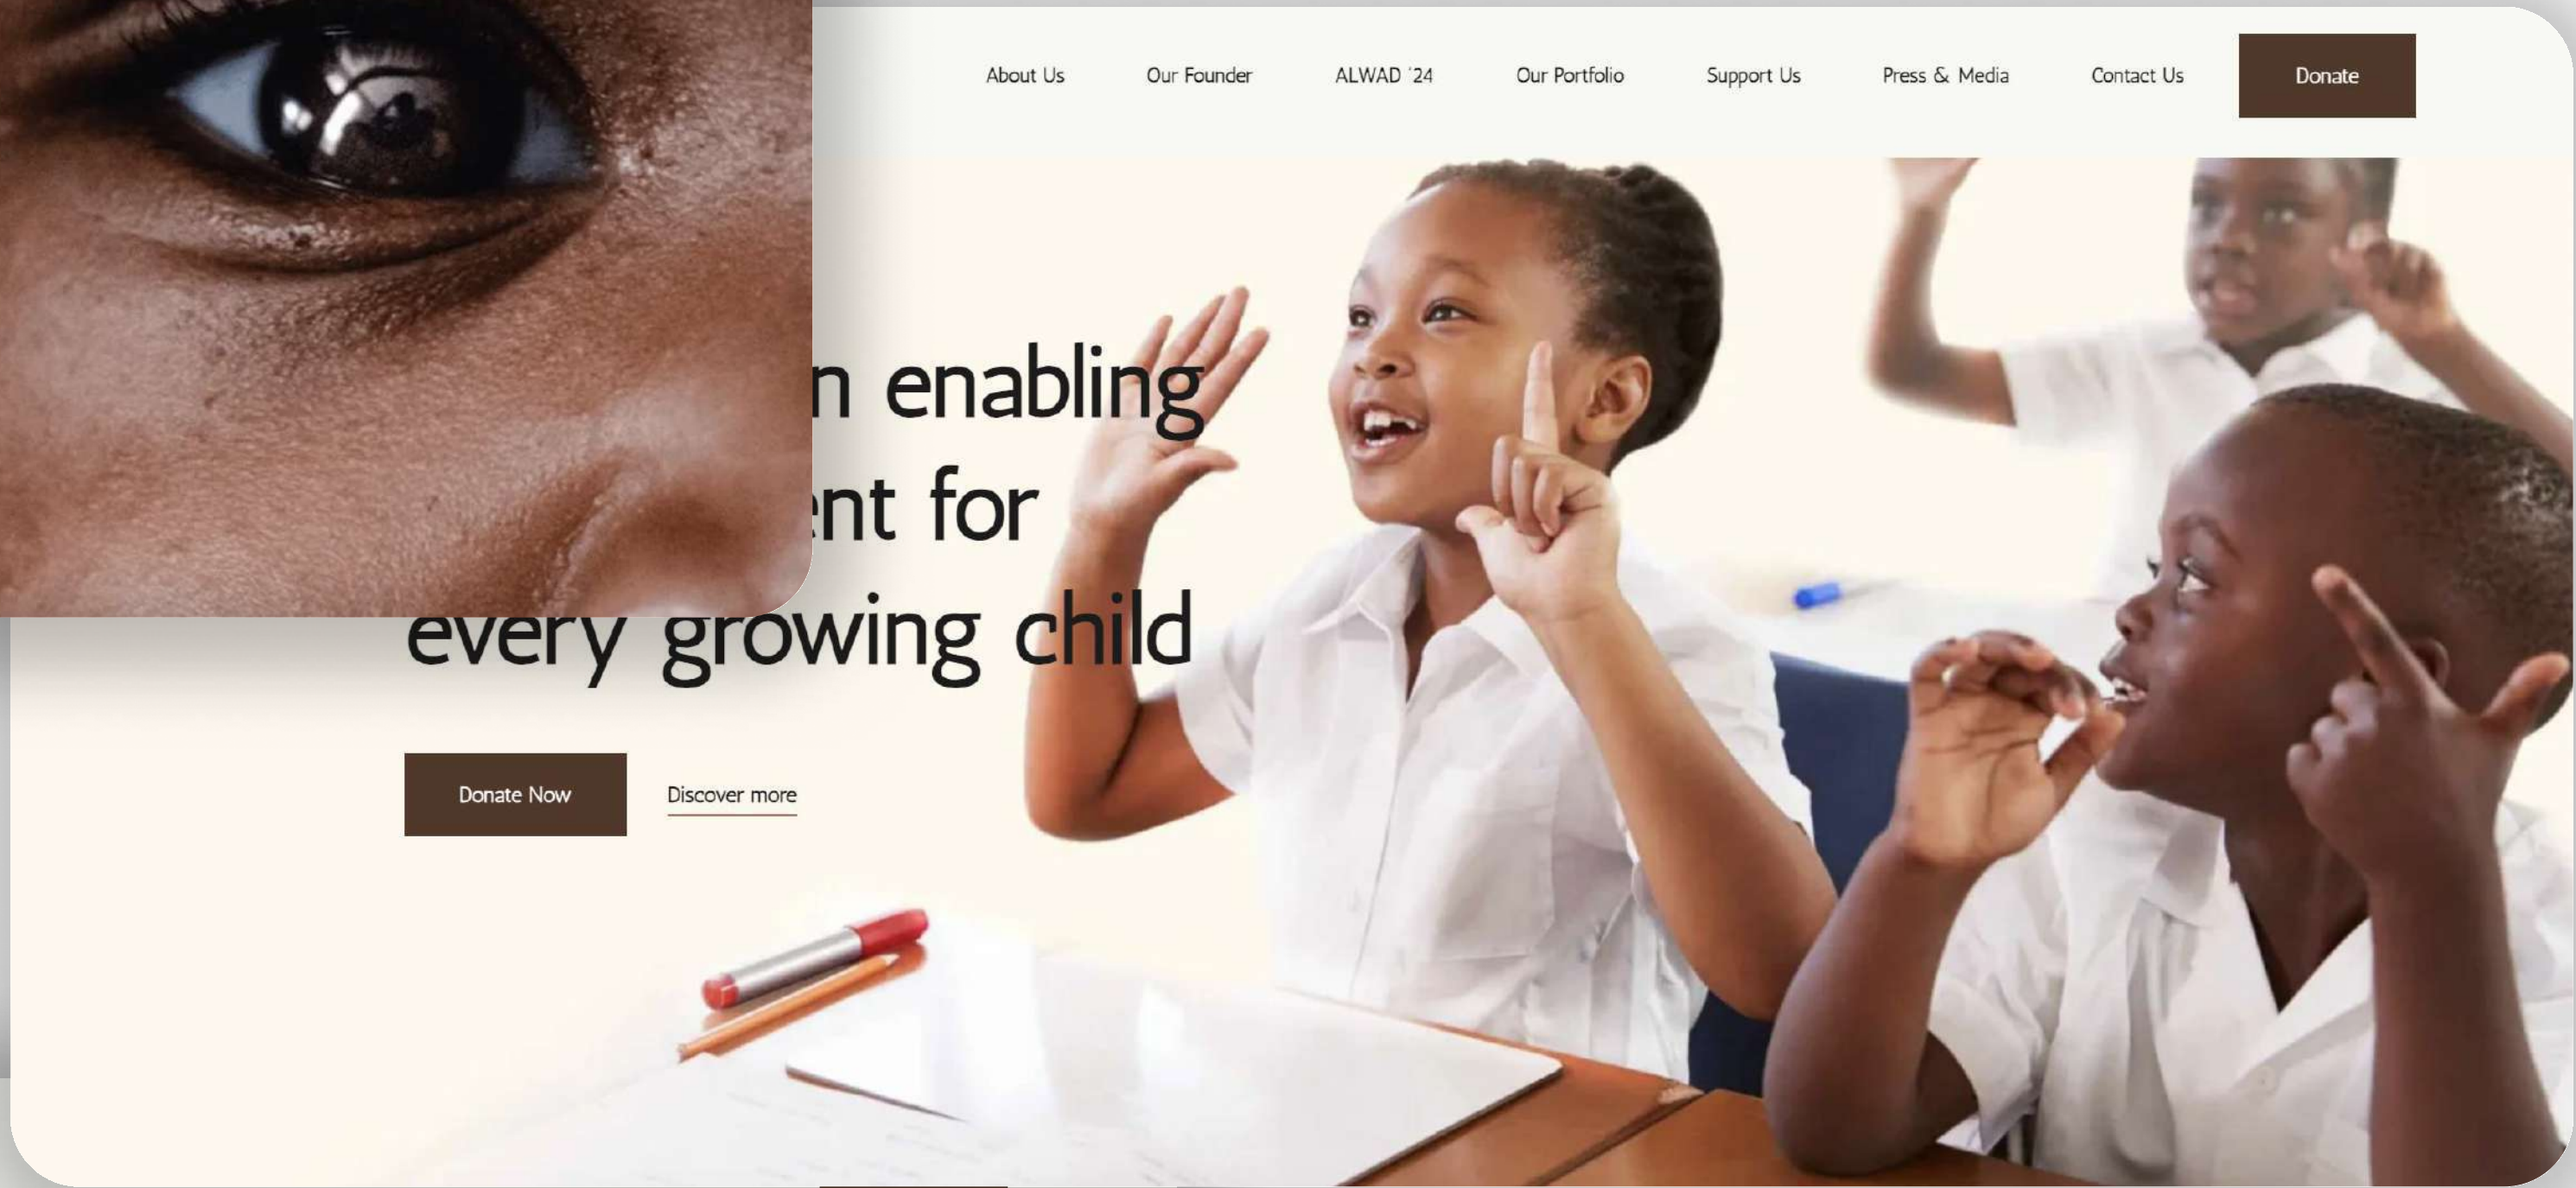 About Us Our Founder ALWAD '24 Our Portfolio Support Us Press & Media Contact Us Donate
enabling
for
every growing child
Donate Now Discover more